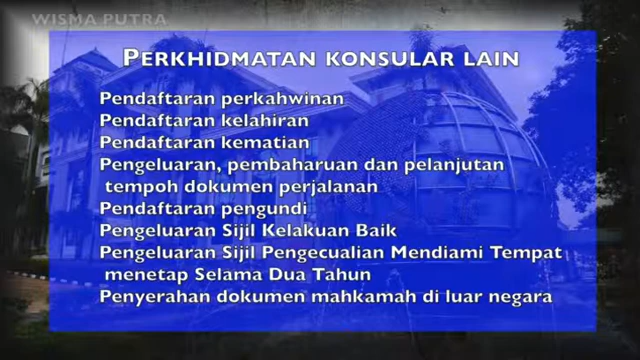 WISMA PUTRA
PERKHIDMATAN KONSULAR LAIN
Pendaftaran perkahwinan
Pendaftaran kelahiran
Pendaftaran kematian
Pengeluaran, pembaharuan dan pelanjutan
tempoh dokumen perjalanan
Pendaftaran pengundi
Pengeluaran Sijil Kelakuan Baik
Pengeluaran Sijil Pengecualian Mendiami Tempat
menetap Selama Dua Tahun
Penyerahan dokumen mahkamah di luar negara